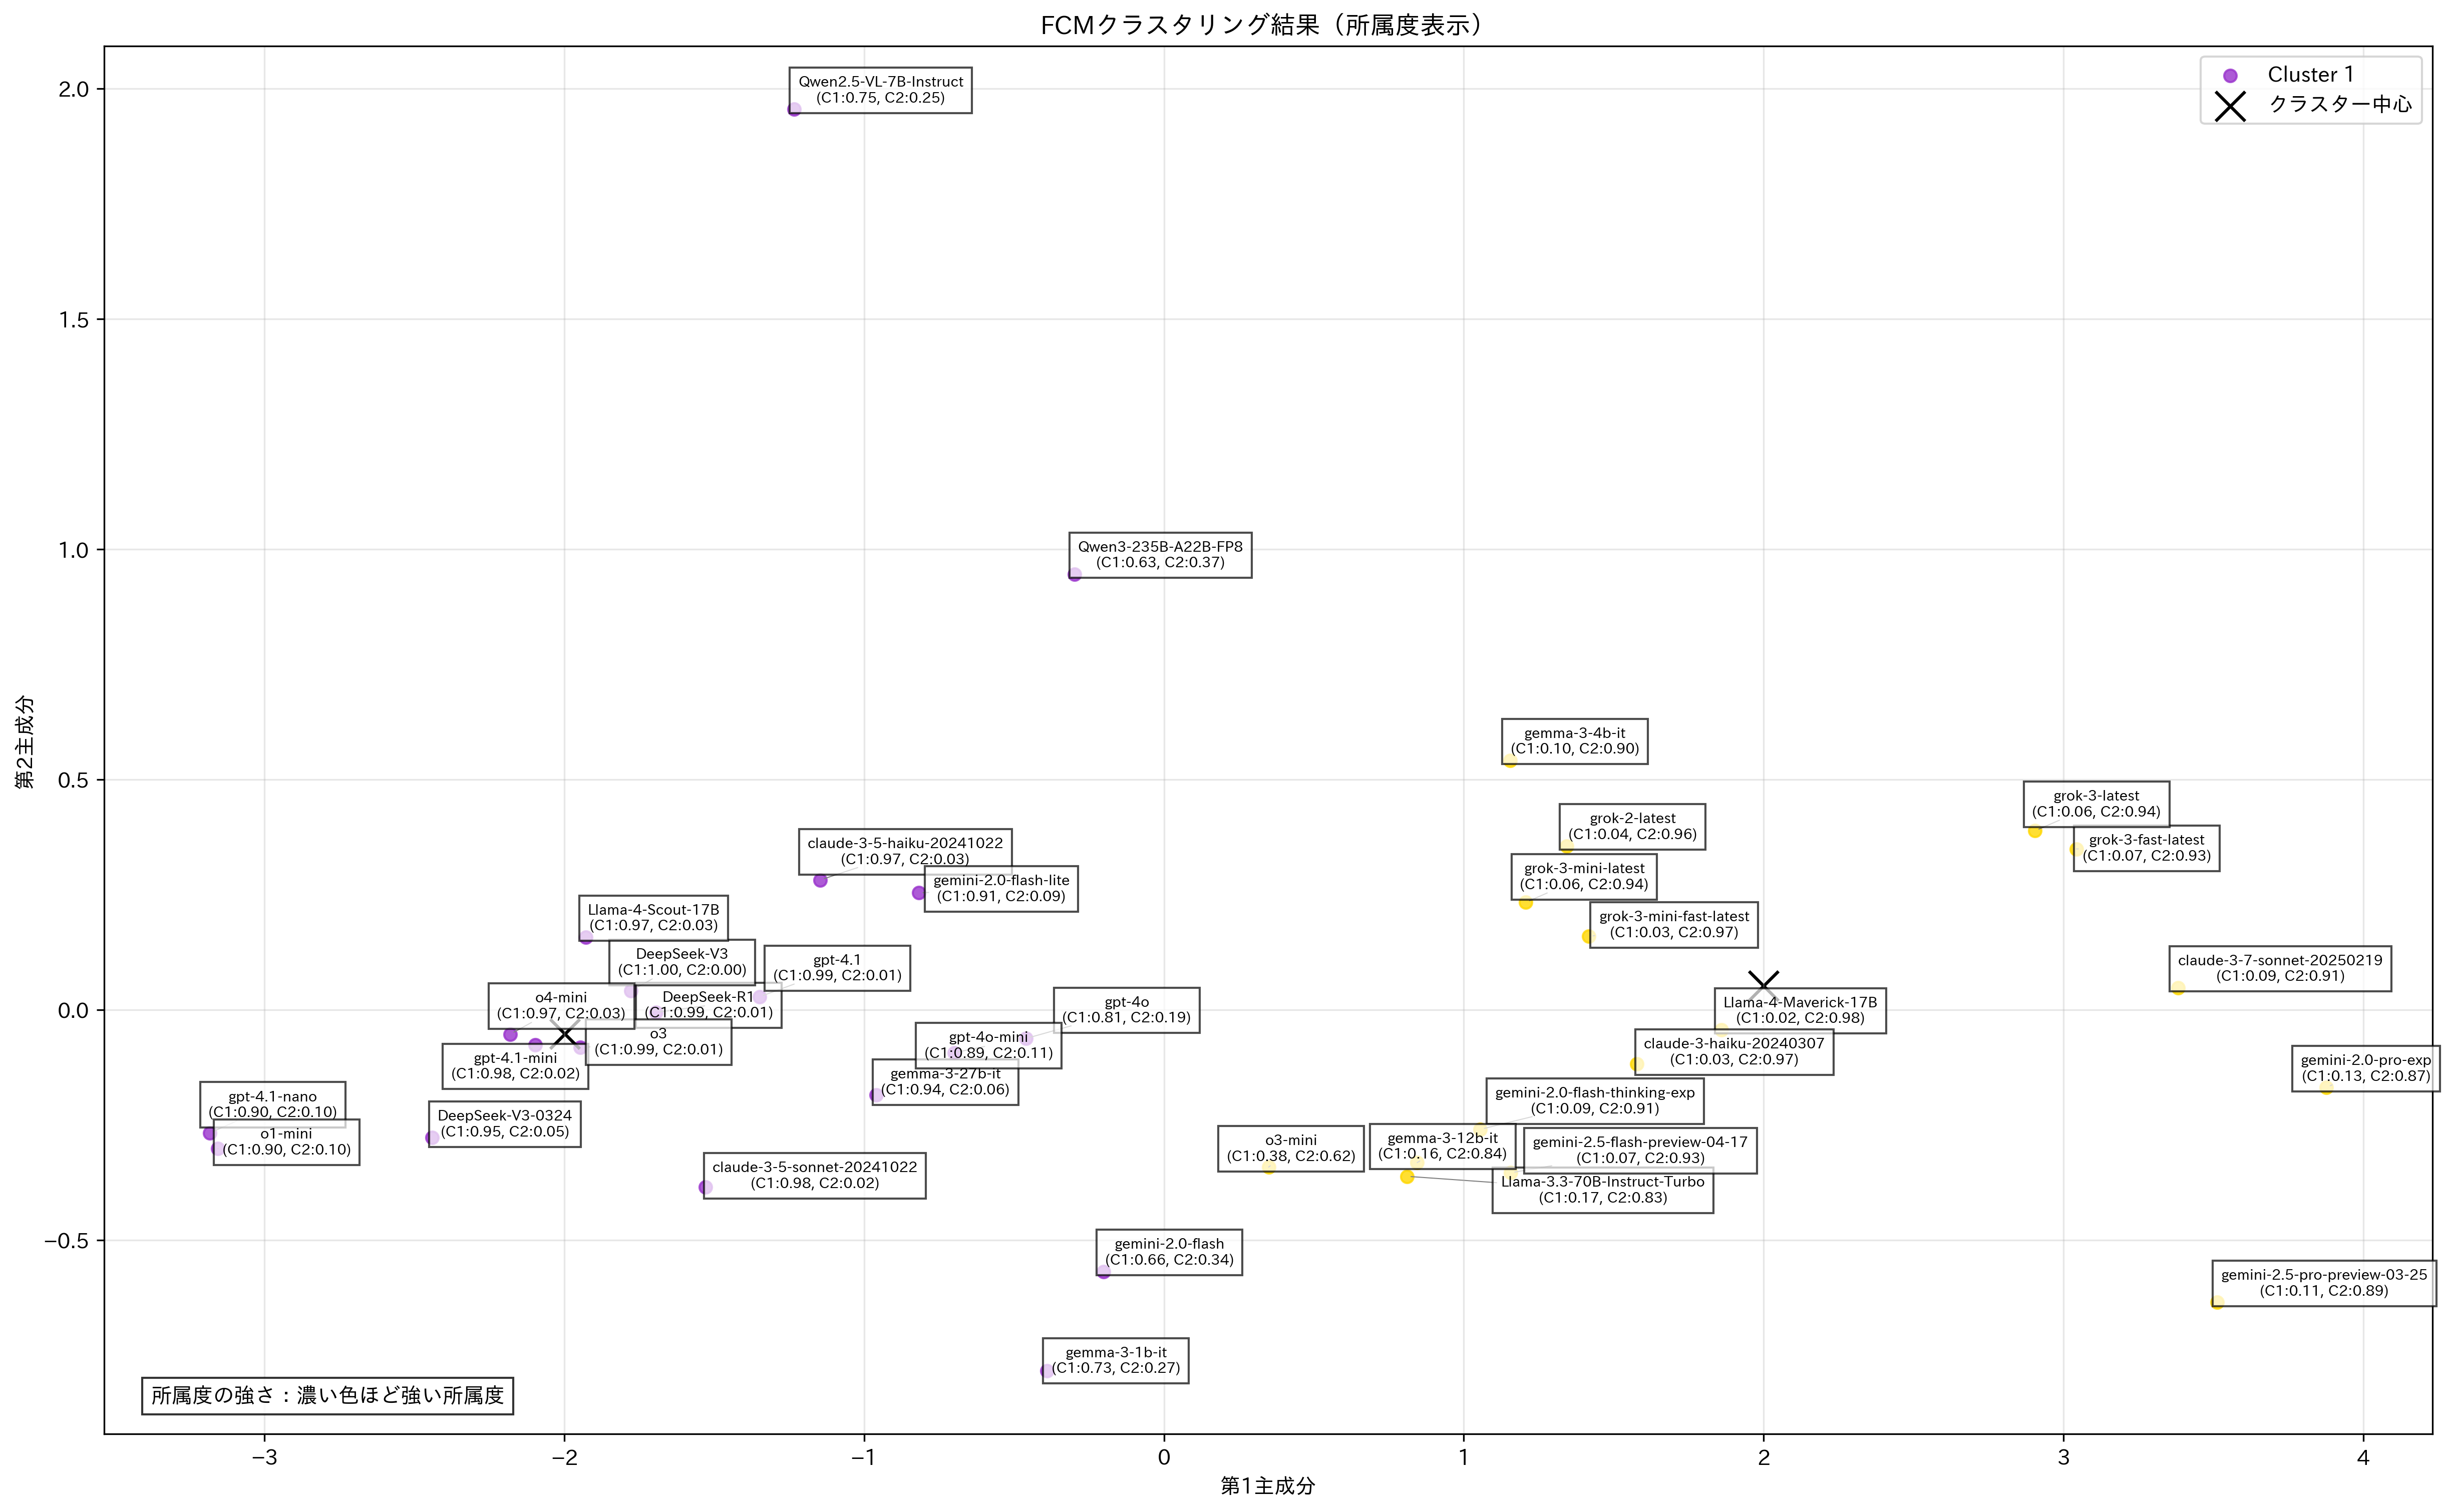 FCMクラスタリング結果（所属度表示）
Cluster 1
クラスター中心
Qwen2.5-VL-7B-Instruct
(C1:0.75, C2:0.25)
Qwen3-235B-A22B-FP8
(C1:0.63, C2:0.37)
gemma-3-4b-it
(C1:0.10, C2:0.90)
grok-3-latest
(C1:0.06, C2:0.94)
grok-2-latest
(C1:0.04, C2:0.96)
grok-3-fast-latest
(C1:0.07, C2:0.93)
claude-3-5-haiku-20241022
(C1:0.97, C2:0.03)
grok-3-mini-latest
(C1:0.06, C2:0.94)
gemini-2.0-flash-lite
(C1:0.91, C2:0.09)
Llama-4-Scout-17B
(C1:0.97, C2:0.03)
grok-3-mini-fast-latest
(C1:0.03, C2:0.97)
DeepSeek-V3
(C1:1.00, C2:0.00)
gpt-4.1
(C1:0.99, C2:0.01)
claude-3-7-sonnet-20250219
(C1:0.09, C2:0.91)
o4-mini
(C1:0.97, C2:0.03)
DeepSeek-R1
(C1:0.99, C2:0.01)
gpt-4o
(C1:0.81, C2:0.19)
Llama-4-Maverick-17B
(C1:0.02, C2:0.98)
o3
(C1:0.99, C2:0.01)
gpt-4o-mini
(C1:0.89, C2:0.11)
claude-3-haiku-20240307
(C1:0.03, C2:0.97)
gpt-4.1-mini
(C1:0.98, C2:0.02)
gemma-3-27b-it
(C1:0.94, C2:0.06)
gemini-2.0-pro-exp
(C1:0.13, C2:0.87)
gpt-4.1-nano
(C1:0.90, C2:0.10)
gemini-2.0-flash-thinking-exp
(C1:0.09, C2:0.91)
DeepSeek-V3-0324
(C1:0.95, C2:0.05)
o1-mini
(C1:0.90, C2:0.10)
o3-mini
(C1:0.38, C2:0.62)
gemma-3-12b-it
(C1:0.16, C2:0.84)
gemini-2.5-flash-preview-04-17
(C1:0.07, C2:0.93)
claude-3-5-sonnet-20241022
(C1:0.98, C2:0.02)
Llama-3.3-70B-Instruct-Turbo
(C1:0.17, C2:0.83)
gemini-2.0-flash
(C1:0.66, C2:0.34)
gemini-2.5-pro-preview-03-25
(C1:0.11, C2:0.89)
gemma-3-1b-it
(C1:0.73, C2:0.27)
所属度の強さ：濃い色ほど強い所属度
2.0
1.5
1.0
0.5
0.0
−0.5
第2主成分
−3
−2
−1
0
1
2
3
4
第1主成分